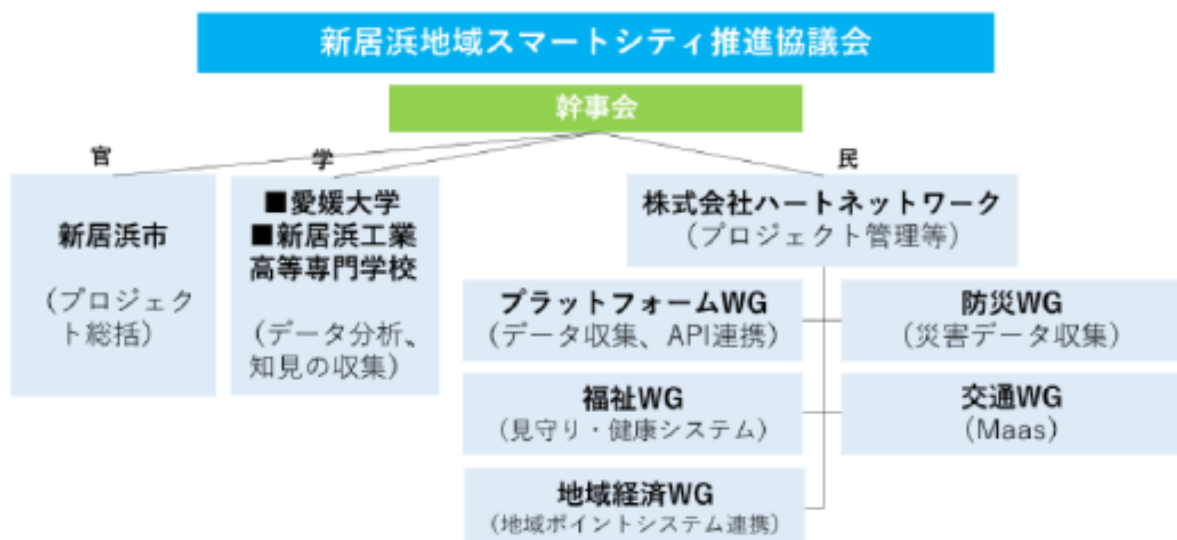 新居浜地域スマートシティ推進協議会
幹事会
官
学
民
新居浜市
（プロジェク
ト総括）
■愛媛大学
■新居浜工業
高等専門学校
（データ分析、
知見の収集）
株式会社ハートネットワーク
（プロジェクト管理等）
プラットフォームWG
（データ収集、API連携）
防災WG
（災害データ収集）
福祉WG
（見守り・健康システム）
交通WG
（Maas）
地域経済WG
（地域ポイントシステム連携）